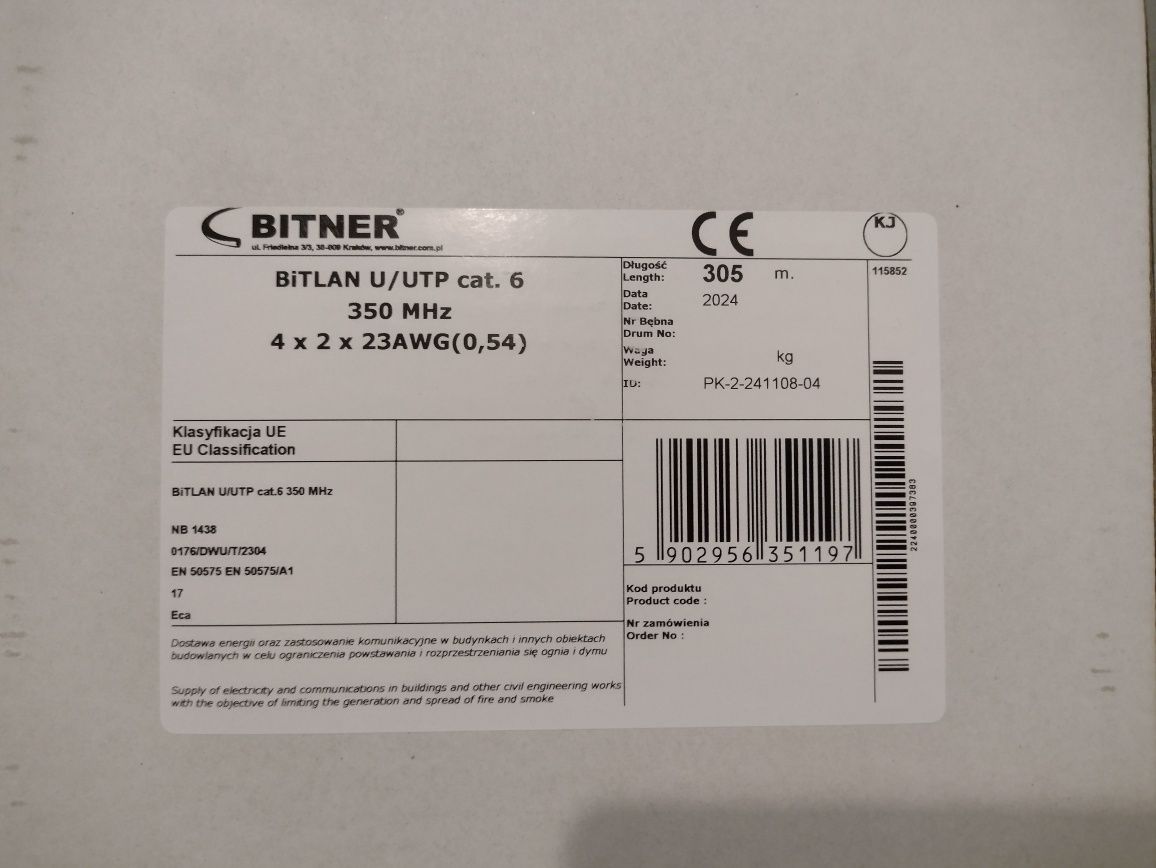 BITNER®
ul. Friedleina 3/3, 30-009 Kraków, www.bitner.com.pl
CE
KJ
BiTLAN U/UTP cat. 6
350 MHz
4 x 2 x 23AWG(0,54)
Długość
Length:
305 m.
Data
Date:
2024
Nr Bębna
Drum No:
Waga
Weight:
kg
ID:
PK-2-241108-04
115852
Klasyfikacja UE
EU Classification
BiTLAN U/UTP cat.6 350 MHz
NB 1438
0176/DWU/T/2304
EN 50575 EN 50575/A1
17
Eca
5 902956 351197
2240000397383
Kod produktu
Product code :
Nr zamówienia
Order No :
Dostawa energii oraz zastosowanie komunikacyjne w budynkach i innych obiektach
budowlanych w celu ograniczenia powstawania i rozprzestrzeniania się ognia i dymu
Supply of electricity and communications in buildings and other civil engineering works
with the objective of limiting the generation and spread of fire and smoke